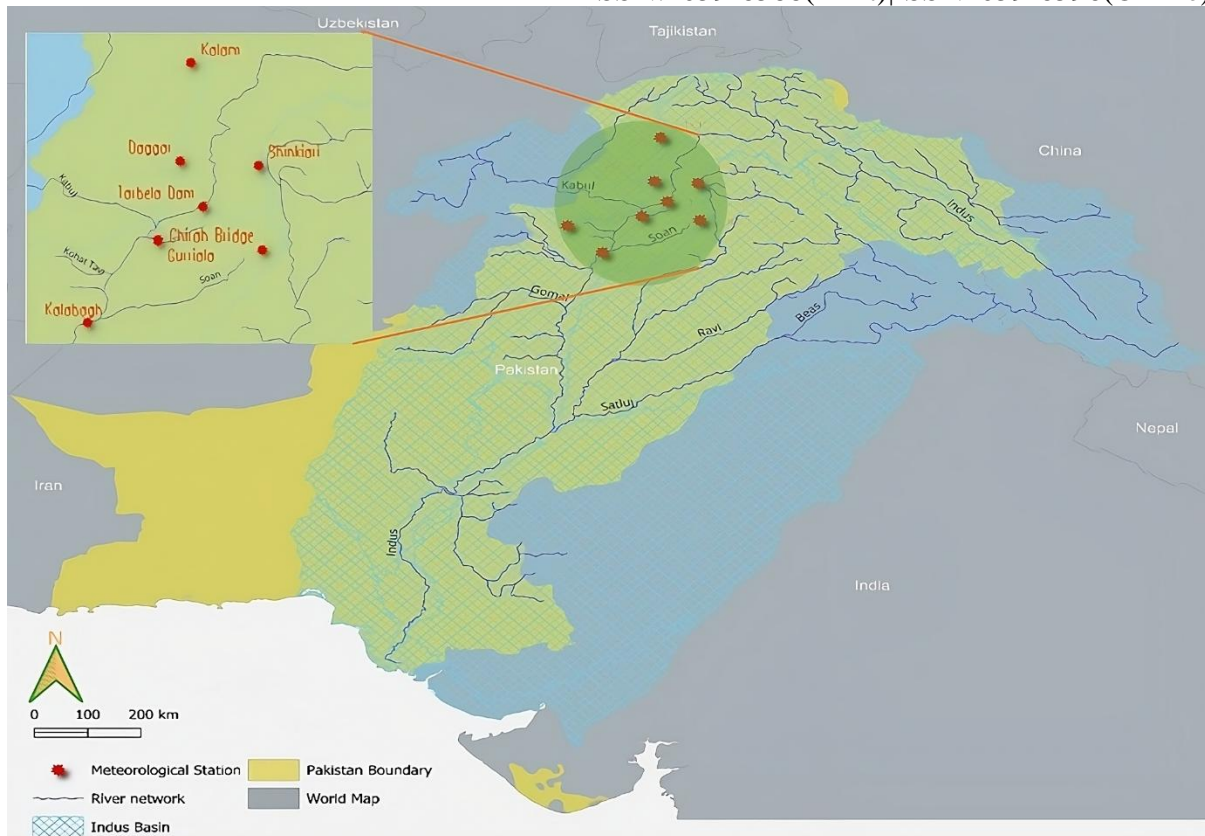 Uzbekistan
Tajikistan
China
Kalam
Daggar
Shinkiari
Tarbela Dam
Kabul
Chirah Bridge
Gurriala
Kohat Toi
Soan
Kalabagh
Kabul
Soan
Indus
Gomal
Ravi
Beas
Pakistan
Satluj
Nepal
Iran
Indus
India
N
0 100 200 km
Meteorological Station
Pakistan Boundary
River network
World Map
Indus Basin